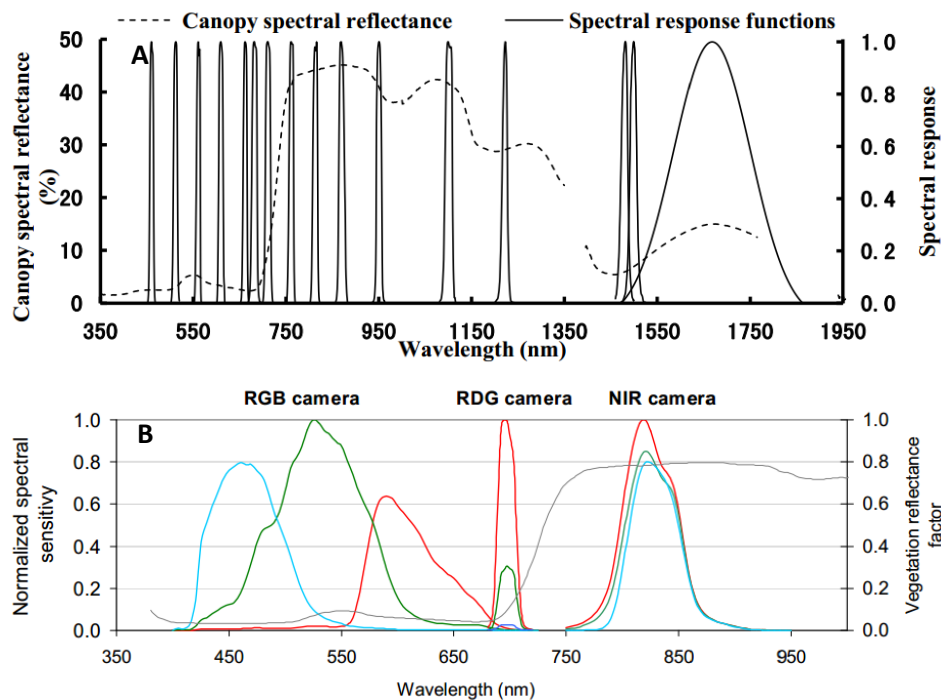 Canopy spectral reflectance Spectral response functions
A
50 1.0
40 0.8
30 0.6
20 0.4
10 0.2
0 0.0
Canopy spectral reflectance
(%)
Spectral response
350 450 550 750 950 1150 1350 1550 1750 1950
Wavelength (nm)
RGB camera RDG camera NIR camera
B
1.0 1.0
0.8 0.8
0.6 0.6
0.4 0.4
0.2 0.2
0.0 0.0
Normalized spectral
sensitivy
Vegetation reflectance
factor
350 450 550 650 750 850 950
Wavelength (nm)